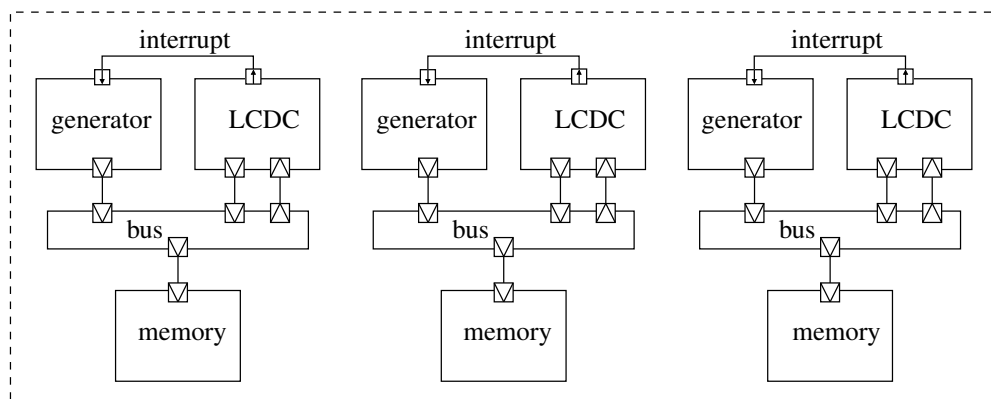 interrupt interrupt interrupt
generator LCDC generator LCDC generator LCDC
bus bus bus
memory memory memory